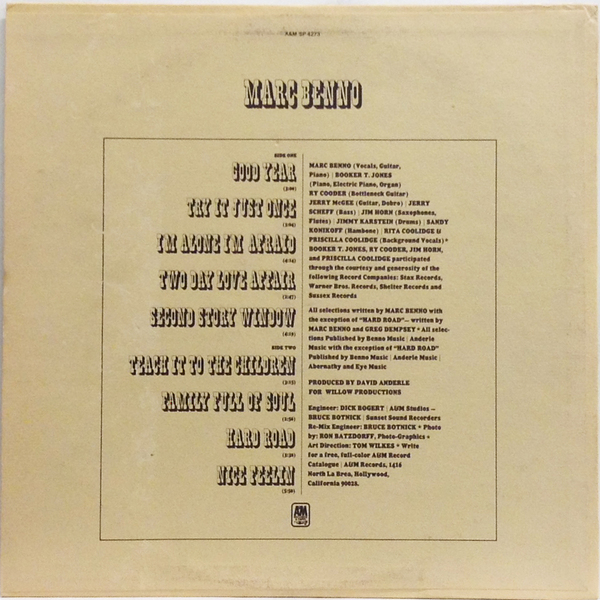 A&M SP 4273
MARC BENNO
SIDE ONE
GOOD YEAR
TRY IT JUST ONCE
I'M ALONE I'M AFRAID
TWO DAY LOVE AFFAIR
SECOND STORY WINDOW
SIDE TWO
TEACH IT TO THE CHILDREN
FAMILY FULL OF SOUL
HARD ROAD
NICE FEELIN
MARC BENNO (Vocals, Guitar,
Piano) | BOOKER T. JONES
(Piano, Electric Piano, Organ)
RY COODER (Bottleneck Guitar)
JERRY McGEE (Guitar, Dobro) | JERRY
SCHEFF (Bass) | JIM HORN (Saxophones,
Flutes) | JIMMY KARSTEIN (Drums) | SANDY
KONIKOFF (Hambone) | RITA COOLIDGE &
PRISCILLA COOLIDGE (Background Vocals) *
BOOKER T. JONES, RY COODER, JIM HORN,
and PRISCILLA COOLIDGE participated
through the courtesy and generosity of the
following Record Companies: Stax Records,
Warner Bros. Records, Shelter Records and
Sussex Records
All selections written by MARC BENNO with
the exception of "HARD ROAD"— written by
MARC BENNO and GREG DEMPSEY * All selec-
tions Published by Benno Music | Anderle
Music with the exception of "HARD ROAD"
Published by Benno Music | Anderle Music |
Abernathy and Eye Music
PRODUCED BY DAVID ANDERLE
FOR WILLOW PRODUCTIONS
Engineer: DICK BOGERT | A&M Studios —
BRUCE BOTNICK | Sunset Sound Recorders
Re-Mix Engineer: BRUCE BOTNICK * Photo
by: RON RATZDORFF, Photo-Graphics *
Art Direction: TOM WILKES * Write
for a free, full-color A&M Record
Catalogue | A&M Records, 1416
North La Brea, Hollywood,
California 90028.
A&M